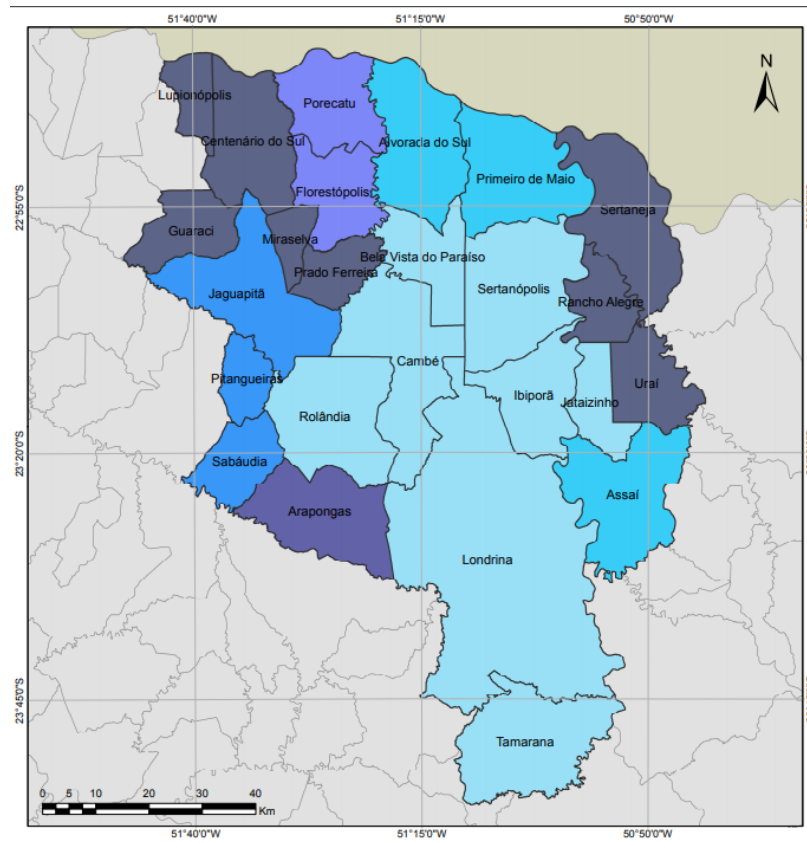 51°40'0"W 51°15'0"W 50°50'0"W
N
Lupionópolis
Porecatu
Centenário do Sul
Alvorada do Sul
Primeiro de Maio
Florestópolis
22°55'0"S
Sertaneja
Guaraci
Miraselva
Bela Vista do Paraíso
Prado Ferreira
Jaguapitã
Sertanópolis
Rancho Alegre
Cambé
Pitangueiras
Uraí
Ibiporã
Jataizinho
Rolândia
23°20'0"S
Sabáudia
Assaí
Arapongas
Londrina
23°45'0"S
Tamarana
0 5 10 20 30 40
Km
51°40'0"W 51°15'0"W 50°50'0"W